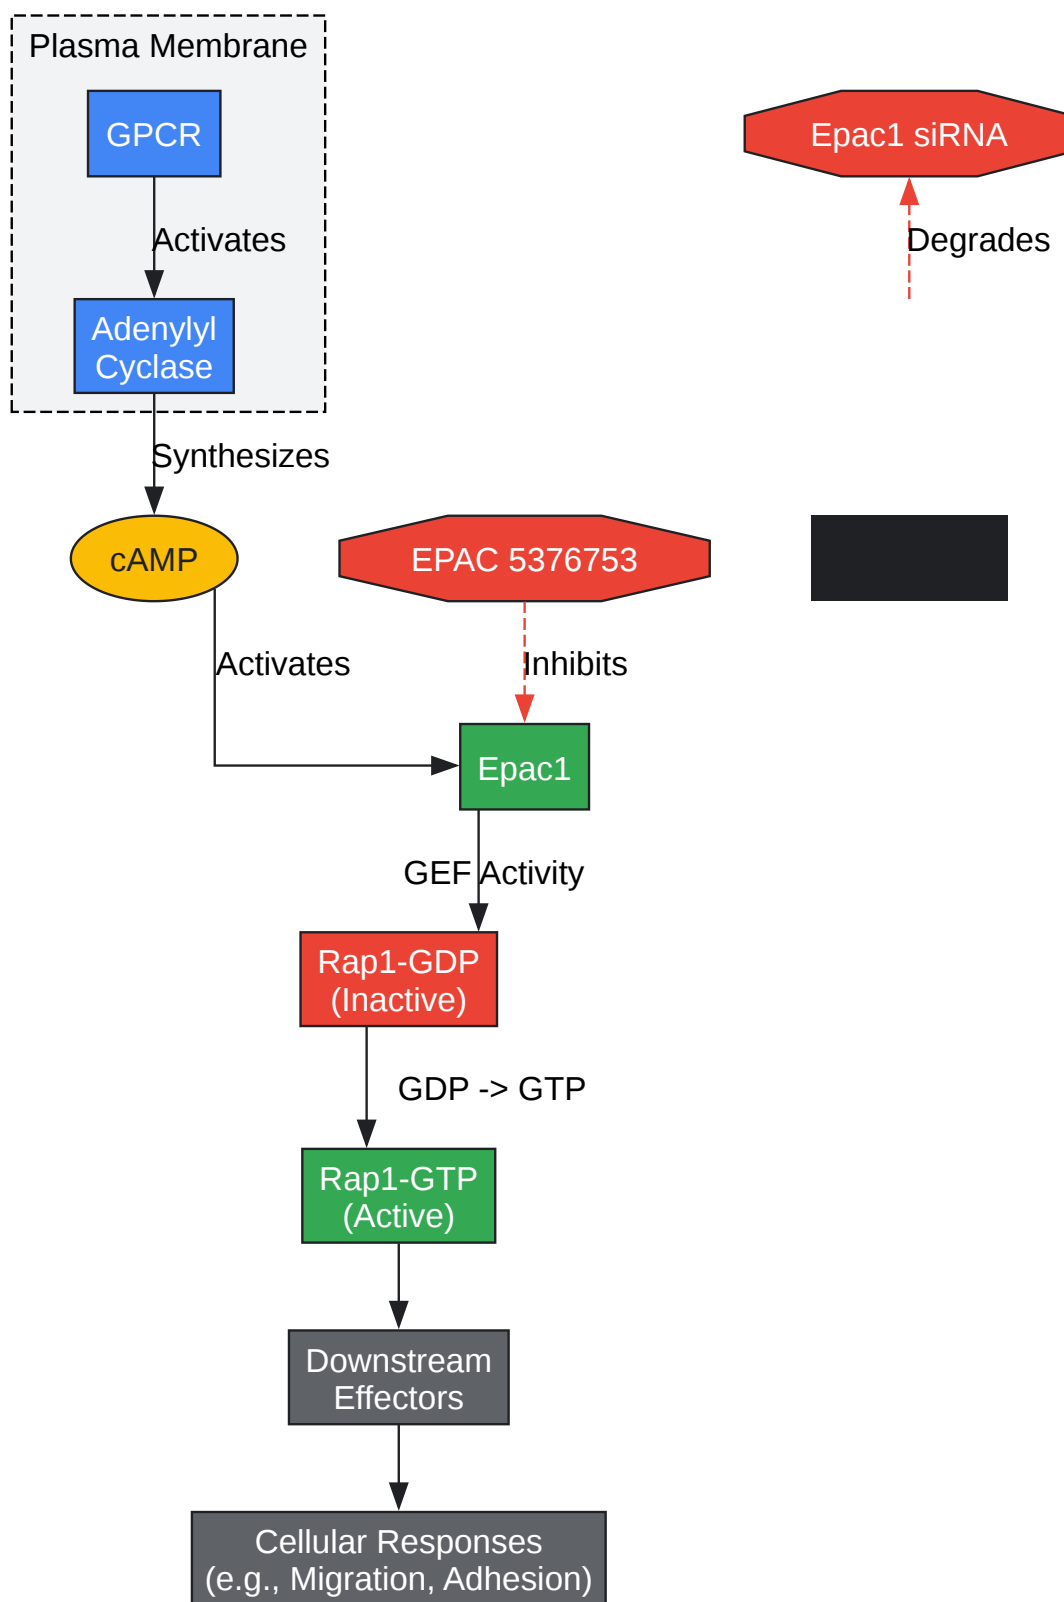 Plasma Membrane
GPCR
Epac1 siRNA
Activates
Degrades
Adenylyl
Cyclase
Synthesizes
cAMP
EPAC 5376753
Activates
Inhibits
Epac1
GEF Activity
Rap1-GDP
(Inactive)
GDP -> GTP
Rap1-GTP
(Active)
Downstream
Effectors
Cellular Responses
(e.g., Migration, Adhesion)